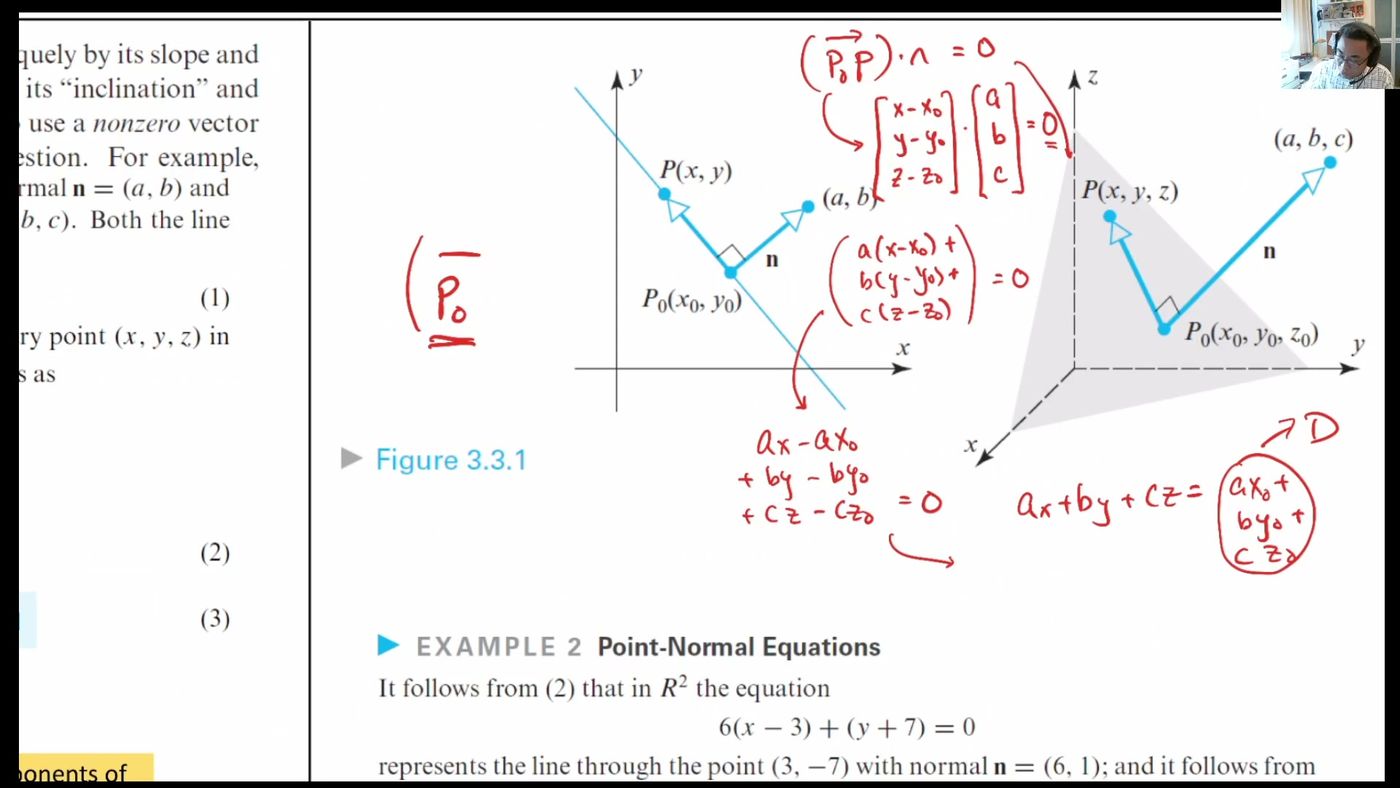 quely by its slope and
its “inclination” and
use a nonzero vector
estion. For example,
rmal n = (a, b) and
b, c). Both the line
(1)
ry point (x, y, z) in
s as
(2)
(3)
ponents of
(P₀P)·n = 0
[x-x₀ y-y₀ z-z₀] · [a b c] = 0
a(x-x₀) +
b(y-y₀) + = 0
c(z-z₀)
ax - ax₀
+ by - by₀
+ cz - cz₀ = 0
(P₀
y
P(x, y)
(a, b)
n
P₀(x₀, y₀)
x
z
(a, b, c)
P(x, y, z)
n
P₀(x₀, y₀, z₀)
y
x
D
ax + by + cz = ax₀ +
by₀ +
cz₀
Figure 3.3.1
EXAMPLE 2 Point-Normal Equations
It follows from (2) that in R² the equation
6(x − 3) + (y + 7) = 0
represents the line through the point (3, −7) with normal n = (6, 1); and it follows from